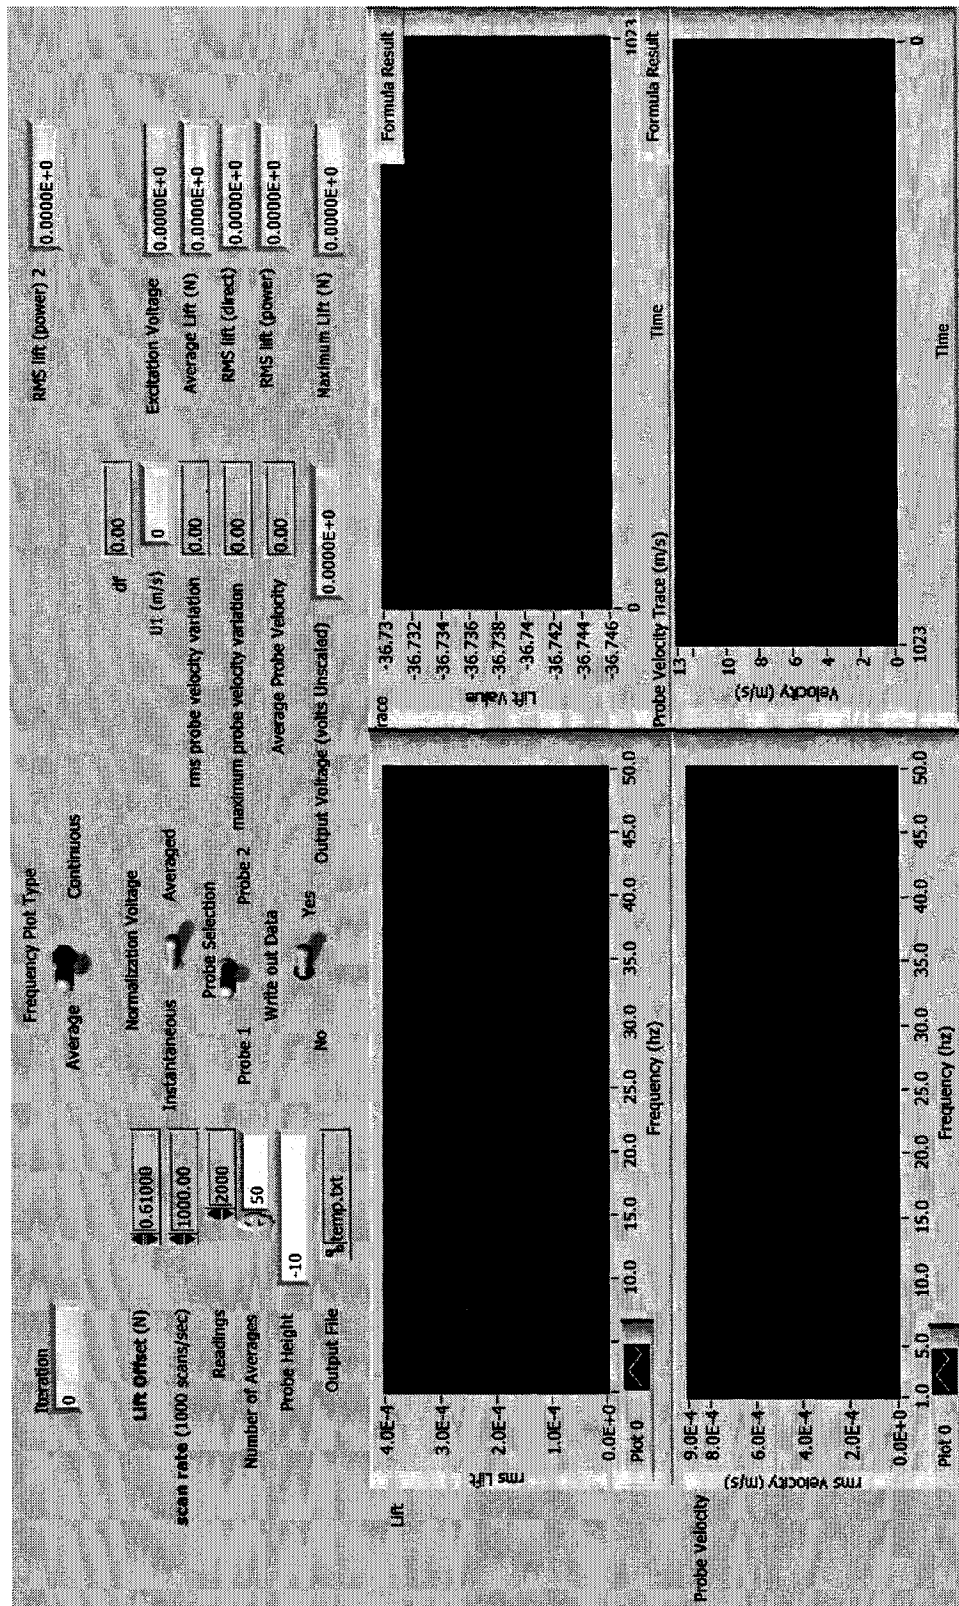 Iteration
0
Lift Offset (N)
0.61000
scan rate (1000 scans/sec)
1000.00
Readings
2000
Number of Averages
50
Probe Height
-10
Output File
temp.txt
Frequency Plot Type
Average
Continuous
Normalization Voltage
Instantaneous
Averaged
Probe Selection
Probe 1
Probe 2
Write out Data
No
Yes
df
0.00
U1 (m/s)
0
rms probe velocity variation
0.00
maximum probe velocity variation
0.00
Average Probe Velocity
0.00
Output Voltage (volts Unscaled)
0.0000E+0
RMS lift (power) 2
0.0000E+0
Excitation Voltage
0.0000E+0
Average Lift (N)
0.0000E+0
RMS lift (direct)
0.0000E+0
RMS lift (power)
0.0000E+0
Maximum Lift (N)
0.0000E+0
Lift
rms Lift
4.0E-4
3.0E-4
2.0E-4
1.0E-4
0.0E+0
10.0
15.0
20.0
25.0
30.0
35.0
40.0
45.0
50.0
Frequency (hz)
Plot 0
race
Formula Result
Lift Value
-36.73
-36.732
-36.734
-36.736
-36.738
-36.74
-36.742
-36.744
-36.746
0
1023
Time
Probe Velocity
rms Velocity (m/s)
9.0E-4
8.0E-4
6.0E-4
4.0E-4
2.0E-4
0.0E+0
1.0
5.0
10.0
15.0
20.0
25.0
30.0
35.0
40.0
45.0
50.0
Frequency (hz)
Plot 0
Probe Velocity Trace (m/s)
Formula Result
Velocity (m/s)
13
10
8
6
4
2
0
1023
0
Time